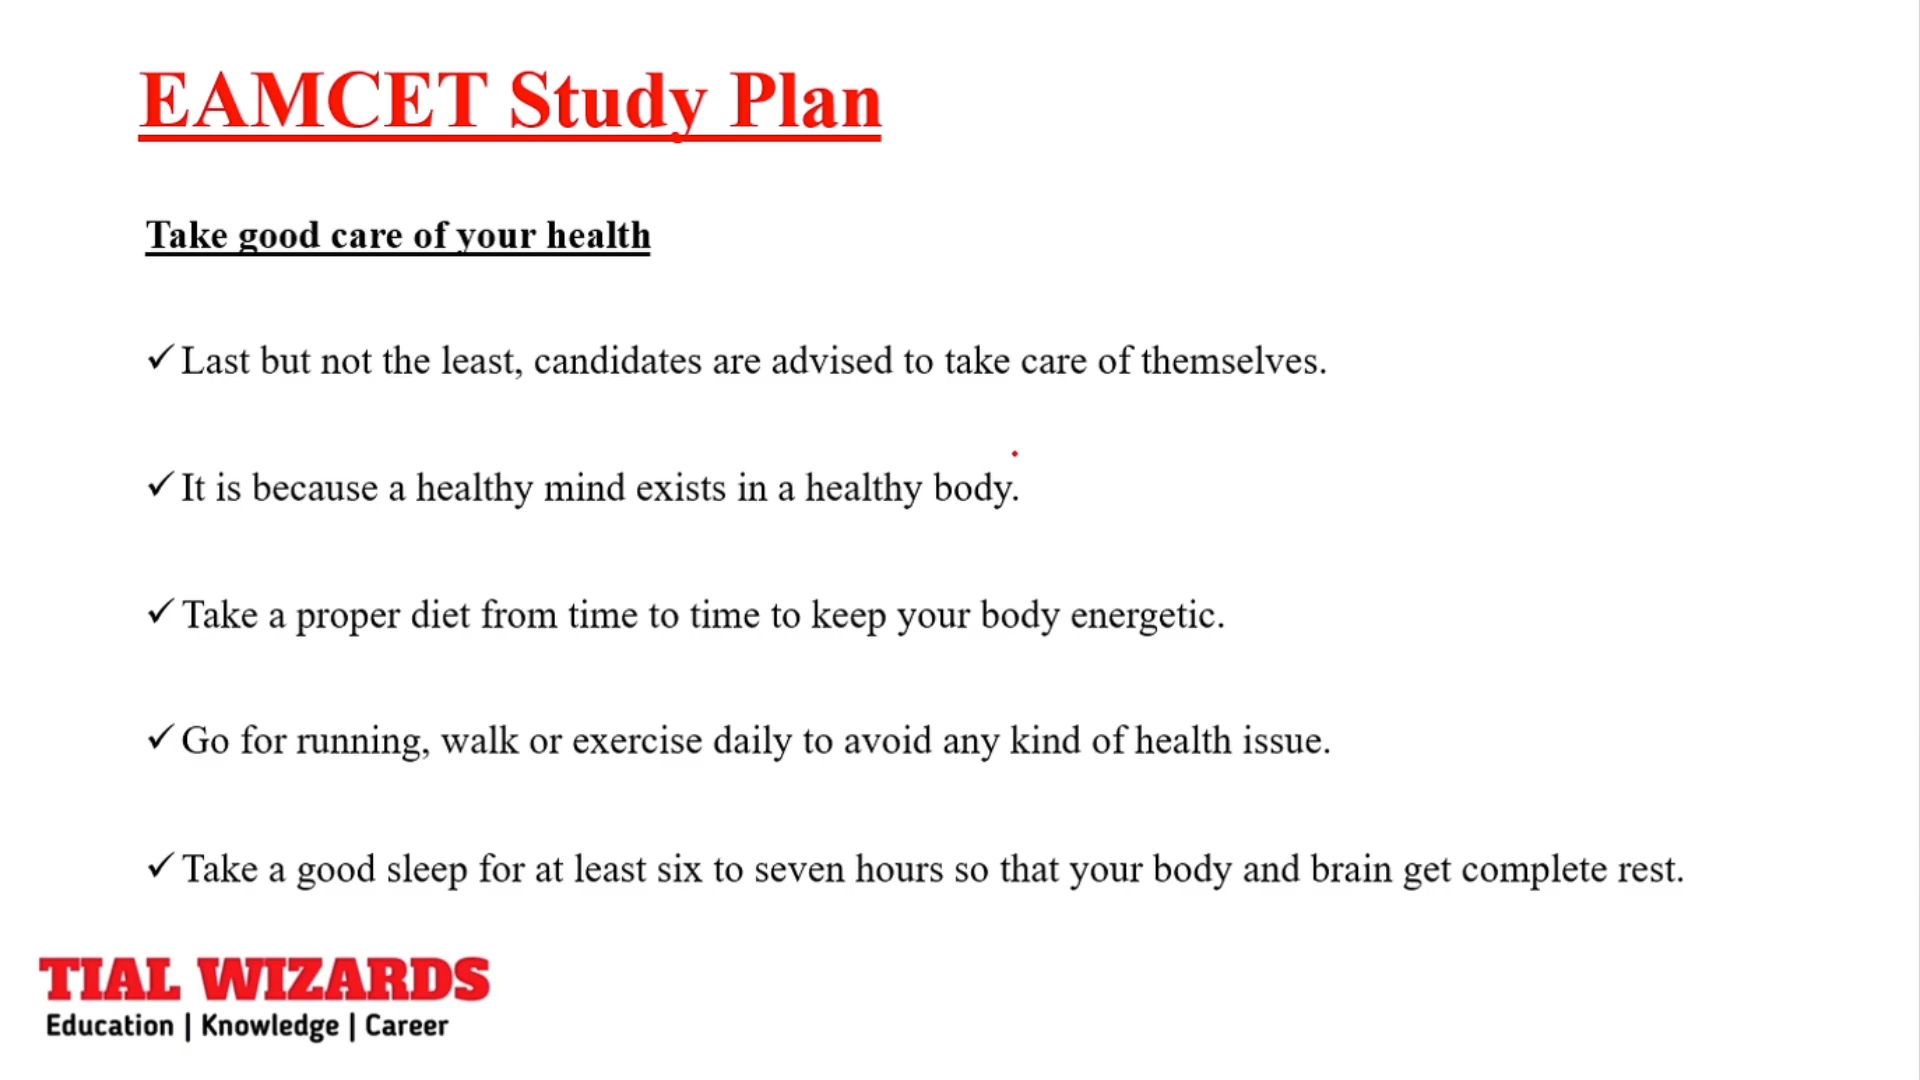 EAMCET Study Plan
Take good care of your health
✓ Last but not the least, candidates are advised to take care of themselves.
✓ It is because a healthy mind exists in a healthy body.
✓ Take a proper diet from time to time to keep your body energetic.
✓ Go for running, walk or exercise daily to avoid any kind of health issue.
✓ Take a good sleep for at least six to seven hours so that your body and brain get complete rest.
TIAL WIZARDS
Education | Knowledge | Career